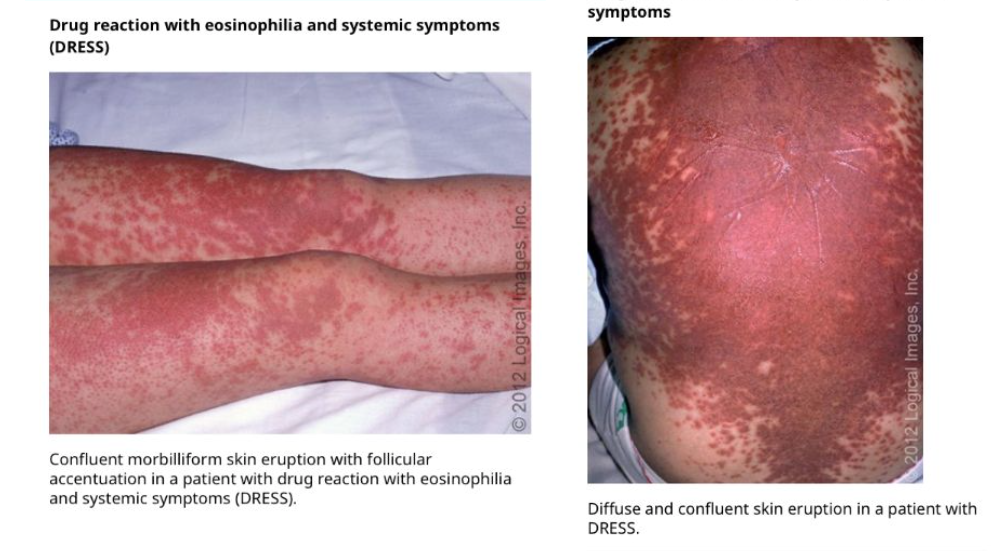 Drug reaction with eosinophilia and systemic symptoms
(DRESS)
© 2012 Logical Images, Inc.
Confluent morbilliform skin eruption with follicular
accentuation in a patient with drug reaction with eosinophilia
and systemic symptoms (DRESS).
symptoms
2012 Logical Images, Inc.
Diffuse and confluent skin eruption in a patient with
DRESS.